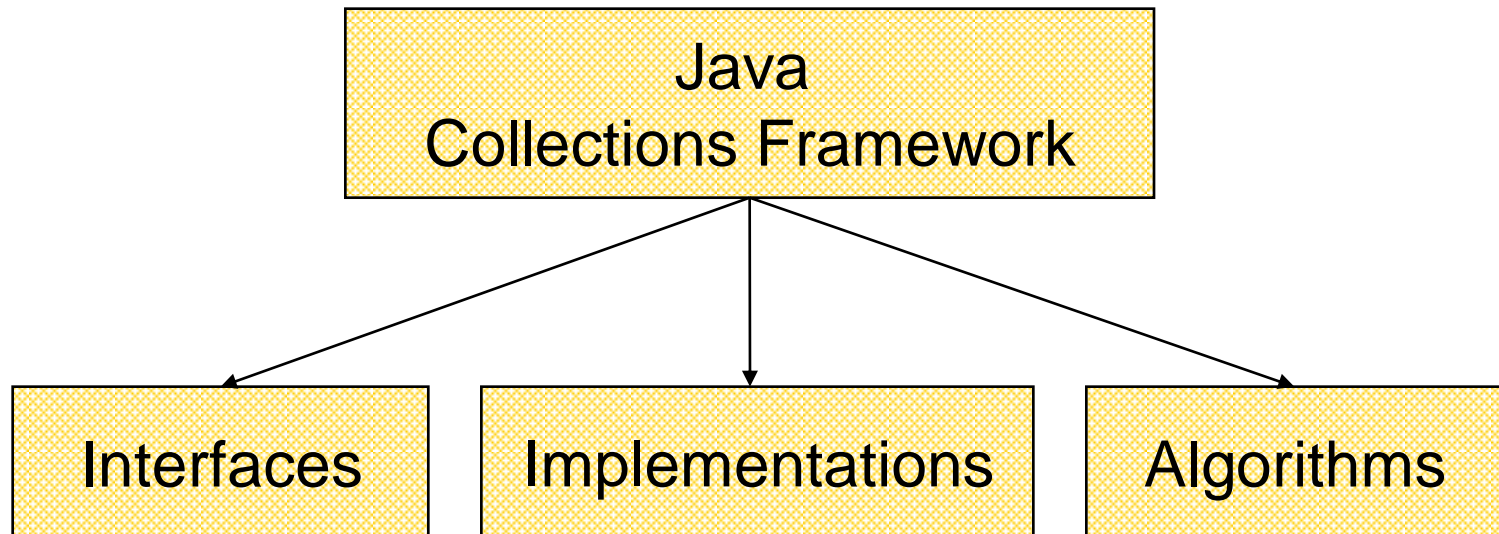 Java
Collections Framework
Interfaces
Implementations
Algorithms